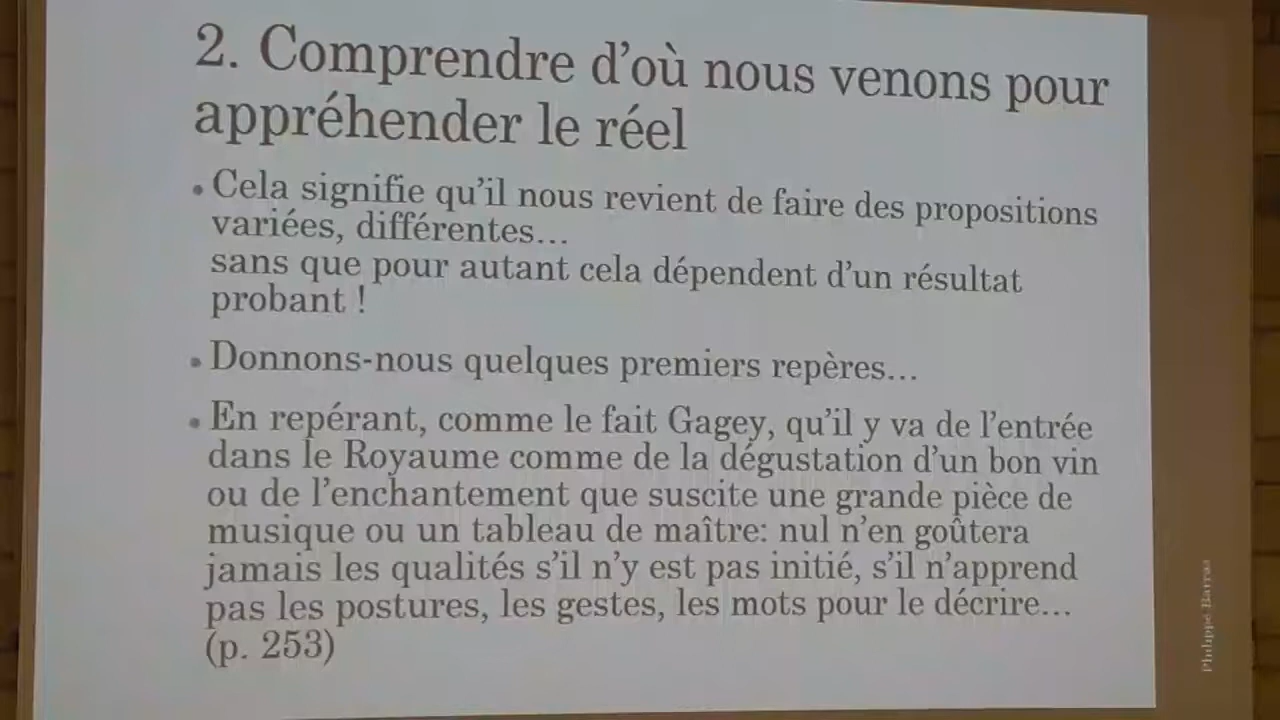 2. Comprendre d'où nous venons pour
appréhender le réel
• Cela signifie qu'il nous revient de faire des propositions
variées, différentes...
sans que pour autant cela dépendent d'un résultat
probant !
• Donnons-nous quelques premiers repères...
• En repérant, comme le fait Gagey, qu'il y va de l'entrée
dans le Royaume comme de la dégustation d'un bon vin
ou de l'enchantement que suscite une grande pièce de
musique ou un tableau de maître: nul n'en goûtera
jamais les qualités s'il n'y est pas initié, s'il n'apprend
pas les postures, les gestes, les mots pour le décrire...
(p. 253)
Philippe Barras